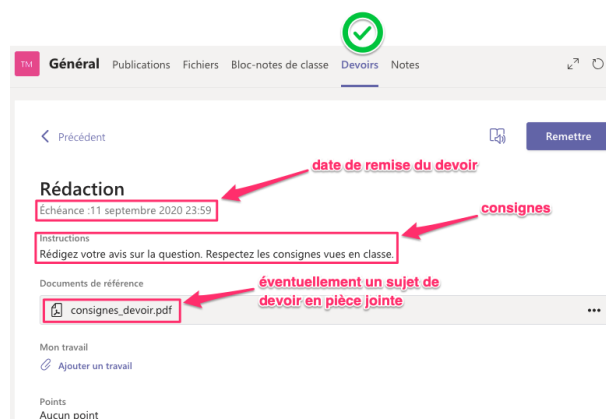 TM Général Publications Fichiers Bloc-notes de classe Devoirs Notes
Précédent
Remettre
date de remise du devoir
Rédaction
Échéance :11 septembre 2020 23:59
consignes
Instructions
Rédigez votre avis sur la question. Respectez les consignes vues en classe.
Documents de référence
éventuellement un sujet de
devoir en pièce jointe
consignes_devoir.pdf
Mon travail
Ajouter un travail
Points
Aucun point